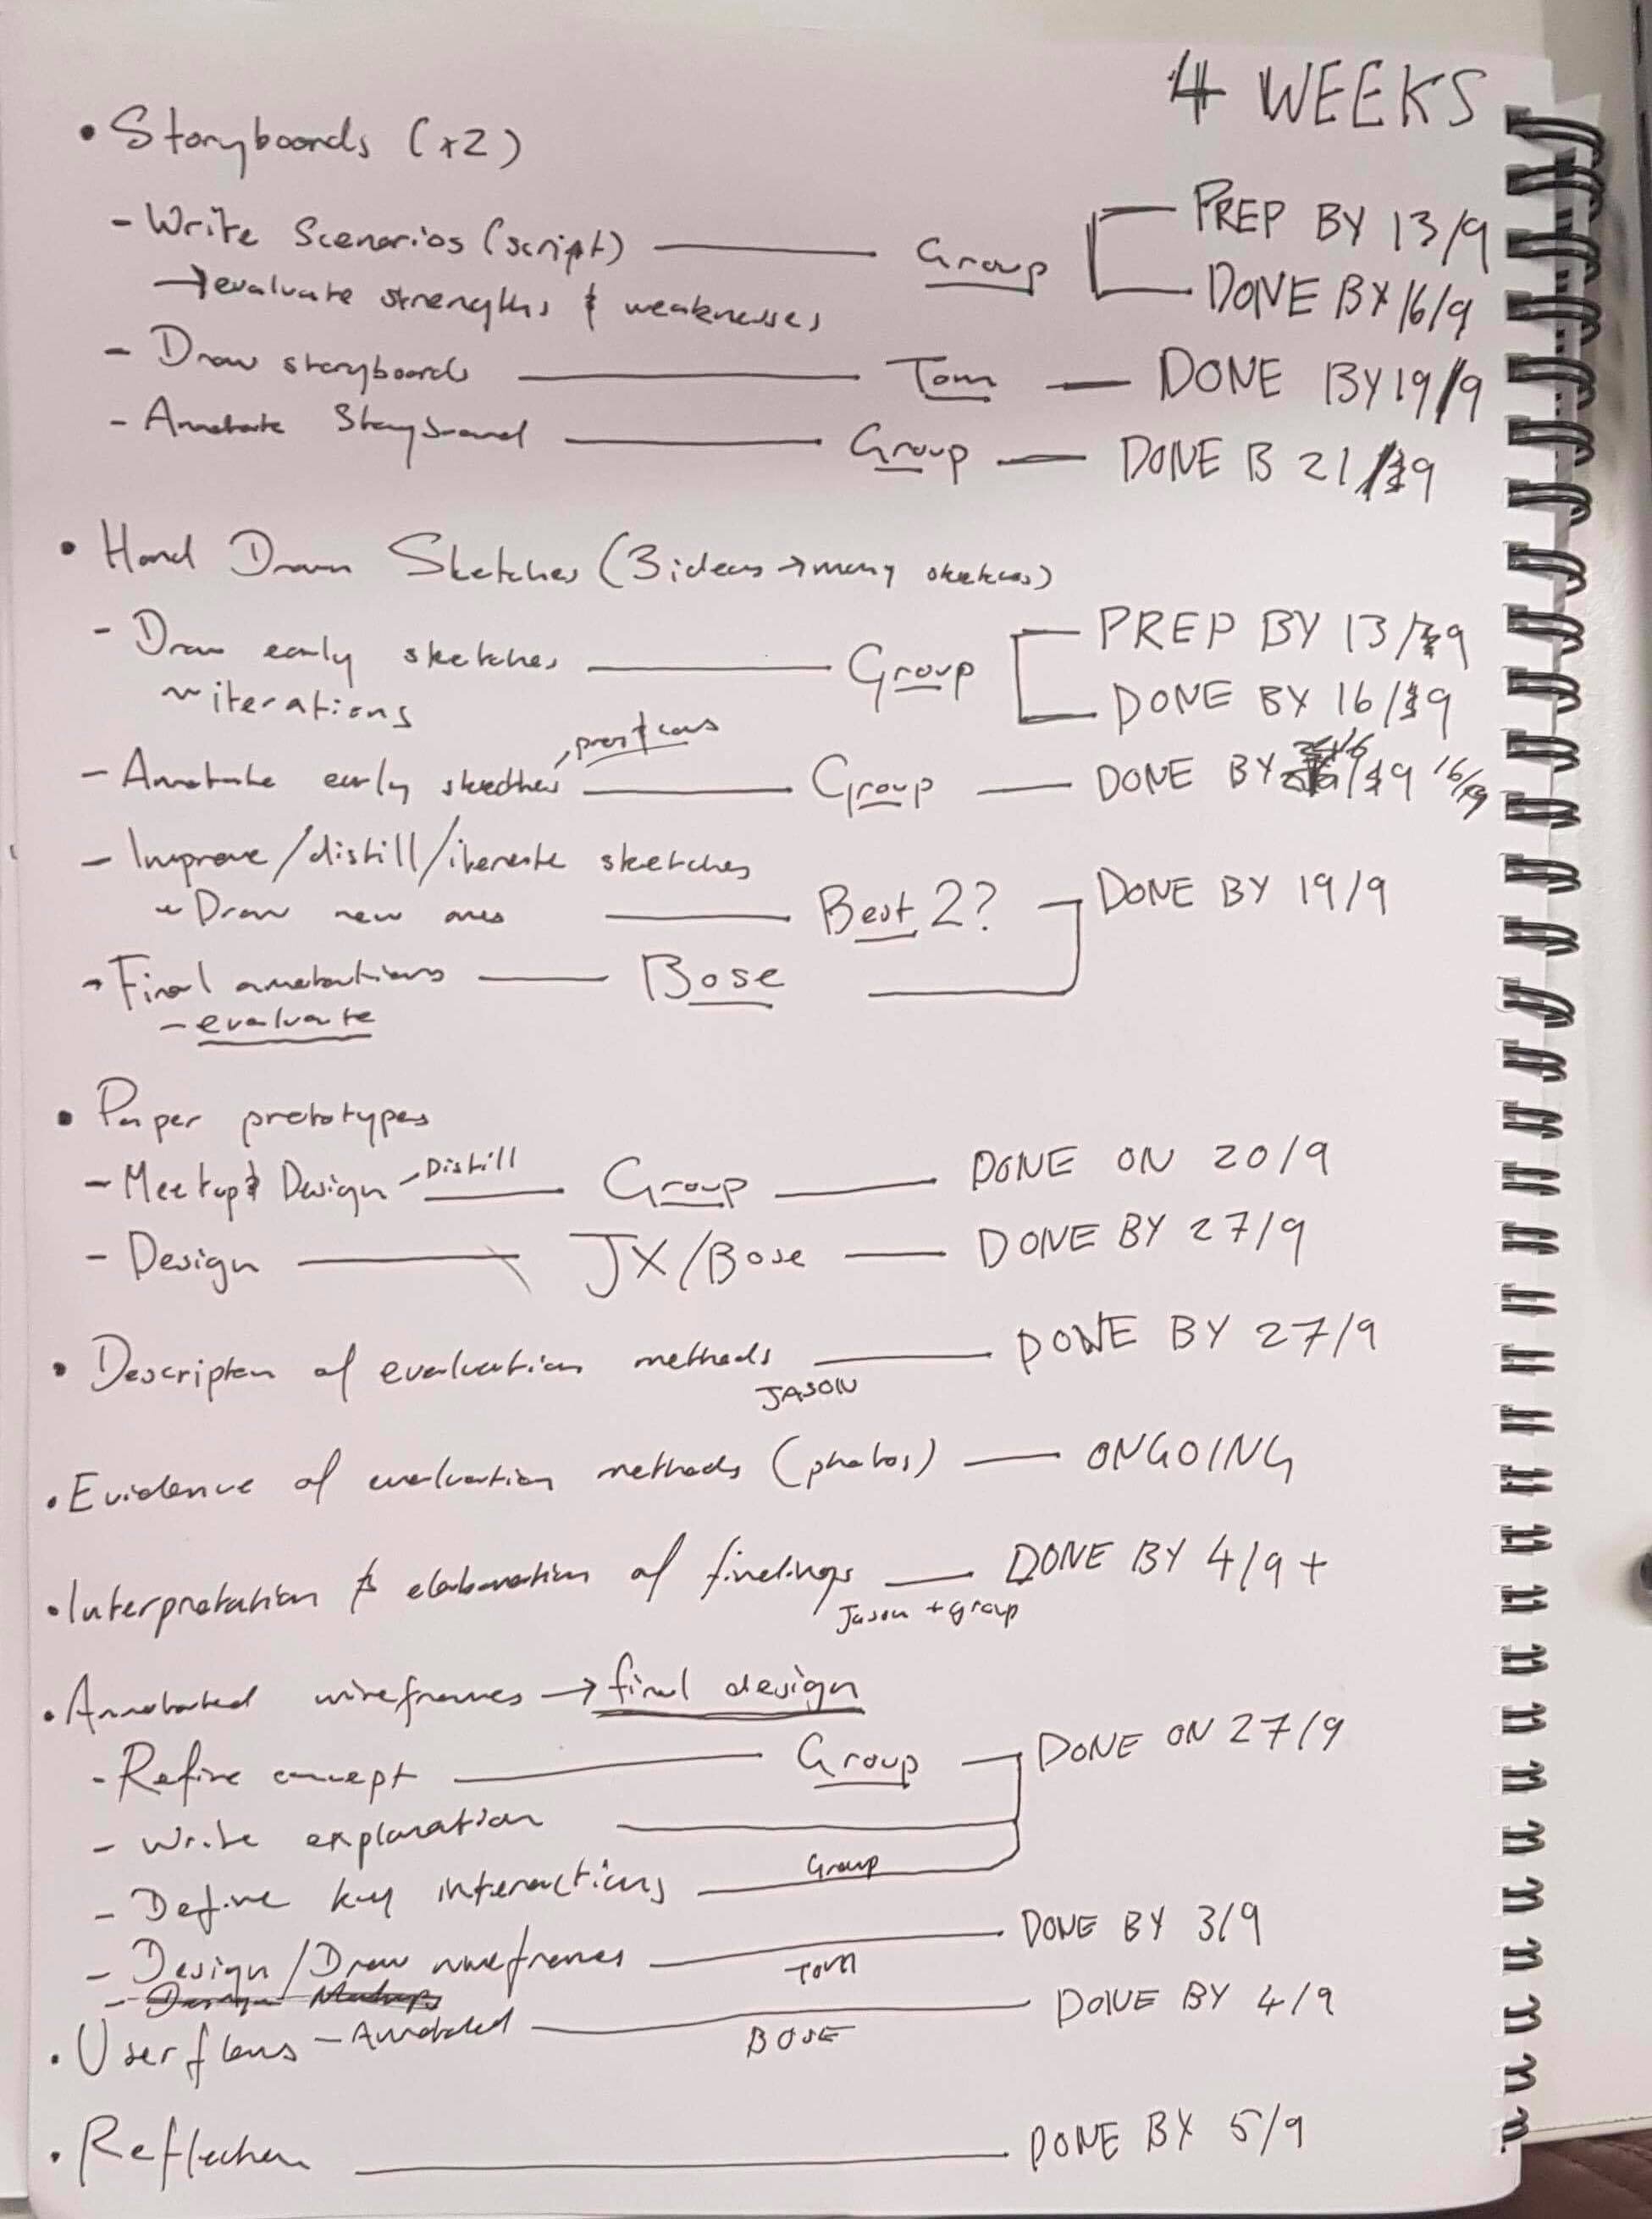 4 WEEKS
• Storyboards (x2)
- Write Scenarios (script) — Group PREP BY 13/9
DONE BY 16/9
→ evaluate strengths & weaknesses
- Draw storyboards — Tom — DONE BY 19/9
- Annotate Storyboard — Group — DONE B 21/9
• Hand Drawn Sketches (3 ideas → many sketches)
- Draw early sketches — Group PREP BY 13/9
~ iterations DONE BY 16/9
- Annotate early sketches, pros/cons — Group — DONE BY 16/9
- Improve/distill/iterate sketches
+ Draw new ones — Best 2? DONE BY 19/9
- Final annotations — Bose
- evaluate
• Paper prototypes
- Meetup & Design - Distill — Group — DONE ON 20/9
- Design — JX/Bose — DONE BY 27/9
• Descripton of evaluation methods — DONE BY 27/9
JASON
• Evidence of evaluation methods (photos) — ONGOING
• Interpretation & elaboration of findings — DONE BY 4/9 +
Jason + group
• Annotated wireframes → final design
- Refine concept — Group DONE ON 27/9
- Write explanation
- Define key interactions — Group
- Design/Draw wireframes — Tom DONE BY 3/9
- Design Mockups
• Userflows - Annotated — BOSE DONE BY 4/9
• Reflection — DONE BY 5/9